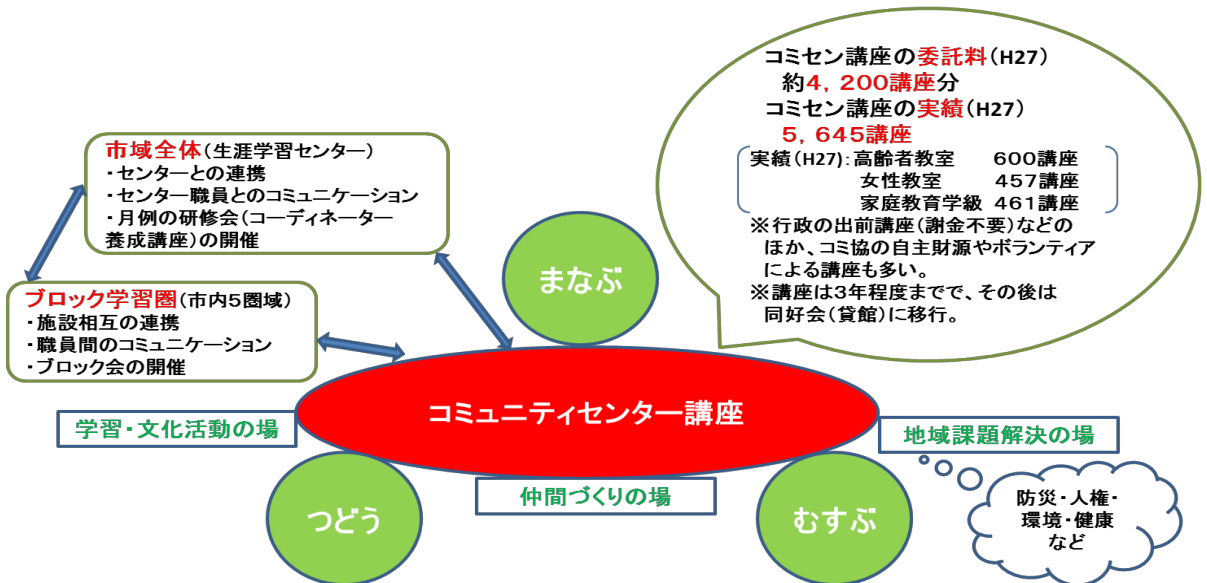 コミセン講座の委託料(H27)
約4,200講座分
コミセン講座の実績(H27)
5,645講座
実績(H27):高齢者教室 600講座
女性教室 457講座
家庭教育学級 461講座
※行政の出前講座(謝金不要)などの
ほか、コミ協の自主財源やボランティア
による講座も多い。
※講座は3年程度までで、その後は
同好会(貸館)に移行。
市域全体(生涯学習センター)
・センターとの連携
・センター職員とのコミュニケーション
・月例の研修会(コーディネーター
養成講座)の開催
ブロック学習圏(市内5圏域)
・施設相互の連携
・職員間のコミュニケーション
・ブロック会の開催
まなぶ
コミュニティセンター講座
学習・文化活動の場
地域課題解決の場
仲間づくりの場
つどう
むすぶ
防災・人権・
環境・健康
など